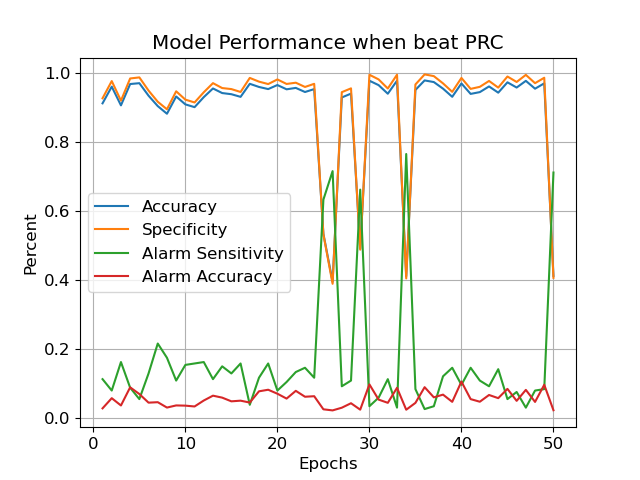 Model Performance when beat PRC
1.0
0.8
0.6
0.4
0.2
0.0
Percent
Accuracy
Specificity
Alarm Sensitivity
Alarm Accuracy
0 10 20 30 40 50
Epochs